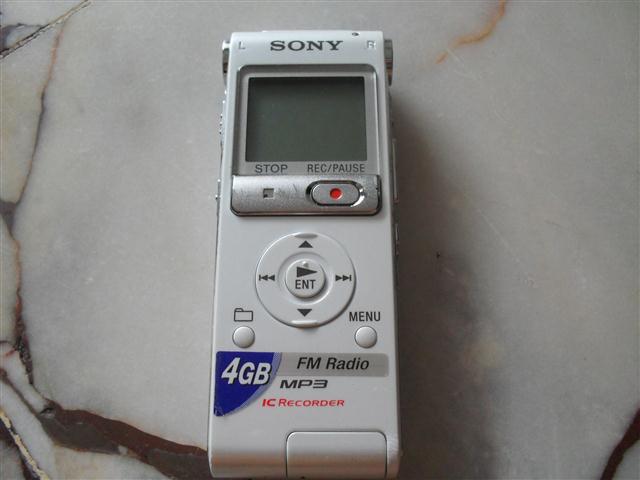 L SONY R
STOP REC/PAUSE
ENT
MENU
4GB FM Radio
MP3
IC RECORDER